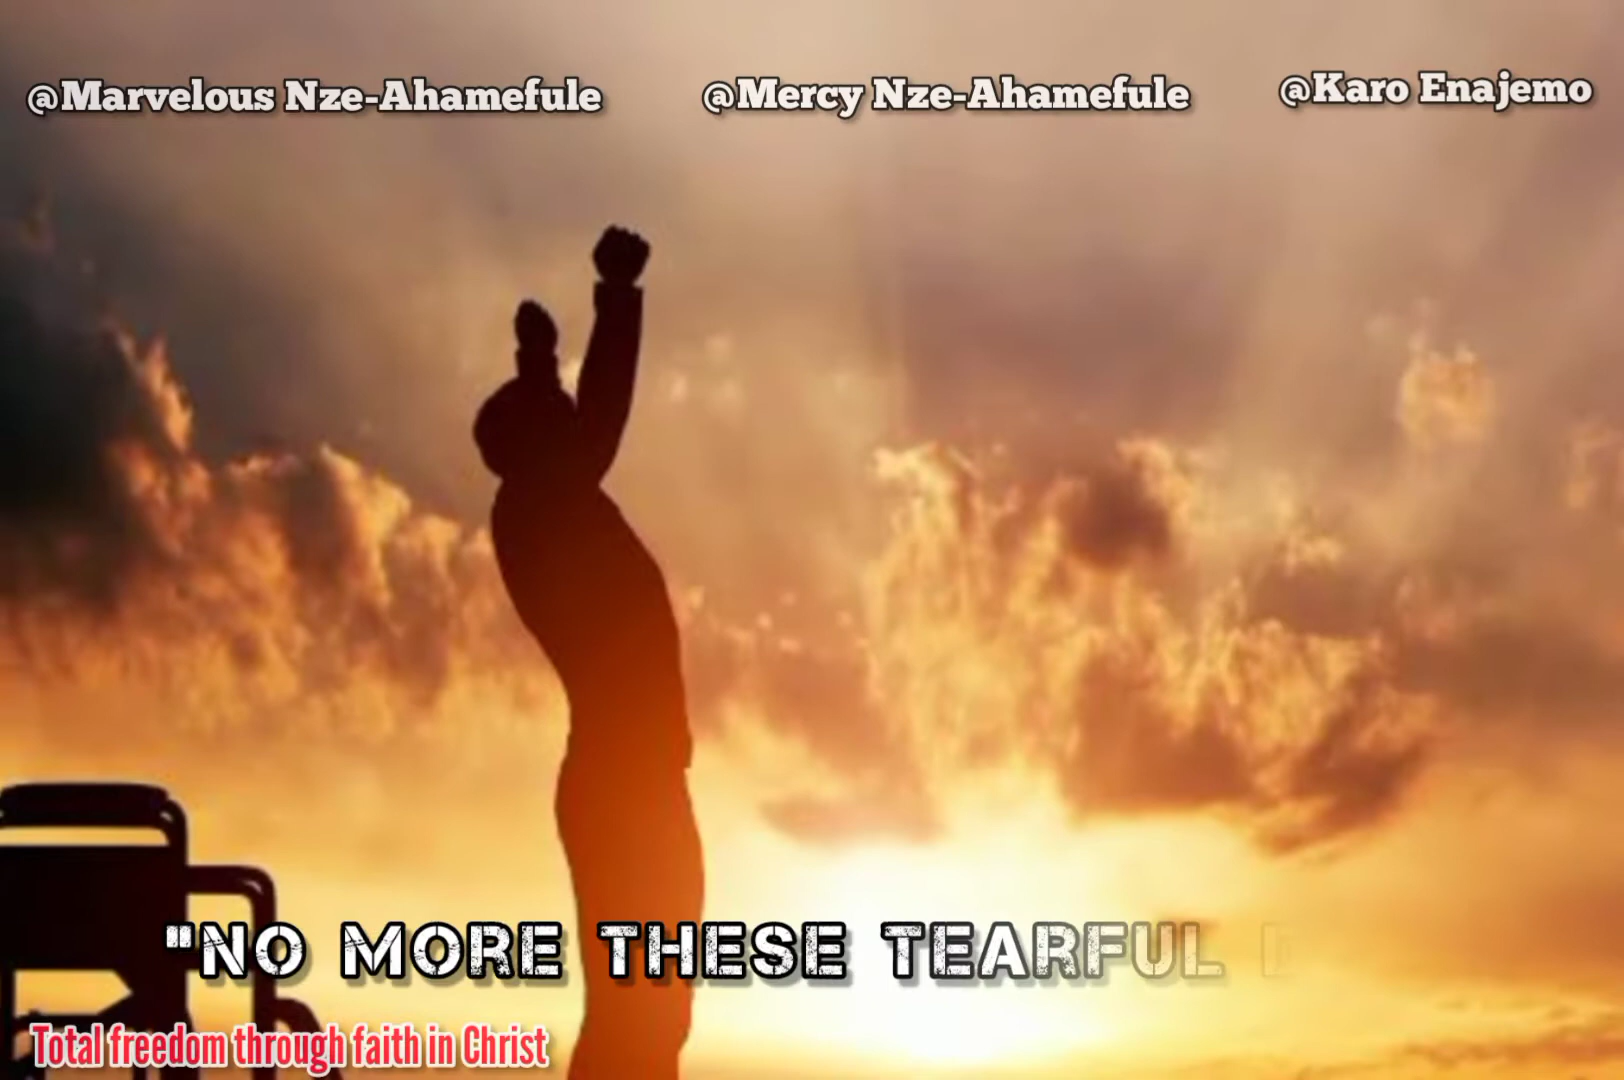 @Marvelous Nze-Ahamefule @Mercy Nze-Ahamefule @Karo Enajemo
"NO MORE THESE TEARFUL
Total freedom through faith in Christ